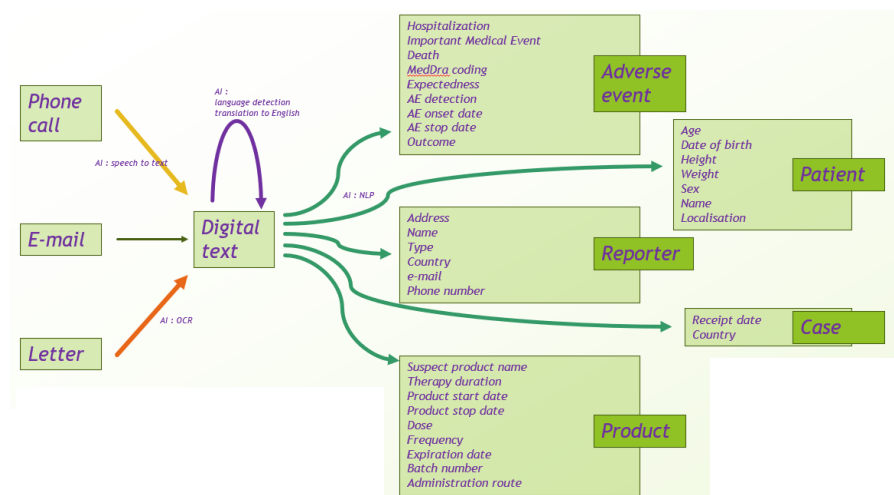 Phone
call
AI : speech to text
E-mail
Letter
AI : OCR
AI :
language detection
translation to English
Digital
text
AI : NLP
Hospitalization
Important Medical Event
Death
MedDra coding
Expectedness
AE detection
AE onset date
AE stop date
Outcome
Adverse
event
Age
Date of birth
Height
Weight
Sex
Name
Localisation
Patient
Address
Name
Type
Country
e-mail
Phone number
Reporter
Receipt date
Country
Case
Suspect product name
Therapy duration
Product start date
Product stop date
Dose
Frequency
Expiration date
Batch number
Administration route
Product